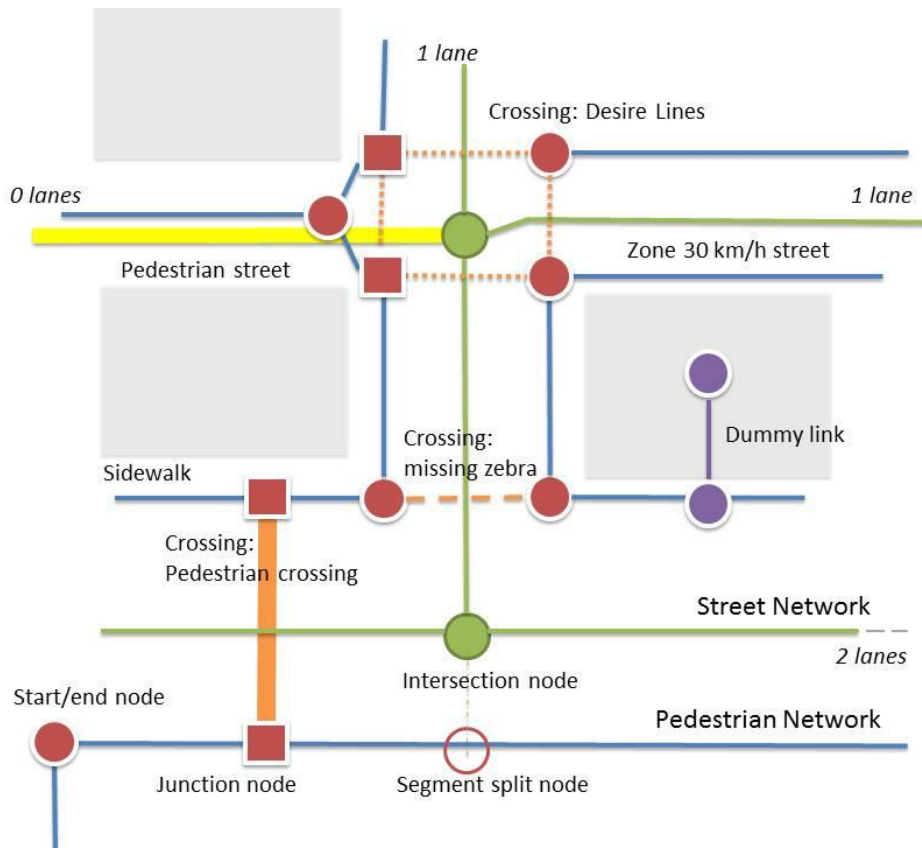 1 lane
Crossing: Desire Lines
0 lanes
1 lane
Pedestrian street
Zone 30 km/h street
Crossing:
missing zebra
Dummy link
Sidewalk
Crossing:
Pedestrian crossing
Street Network
2 lanes
Intersection node
Start/end node
Pedestrian Network
Junction node
Segment split node